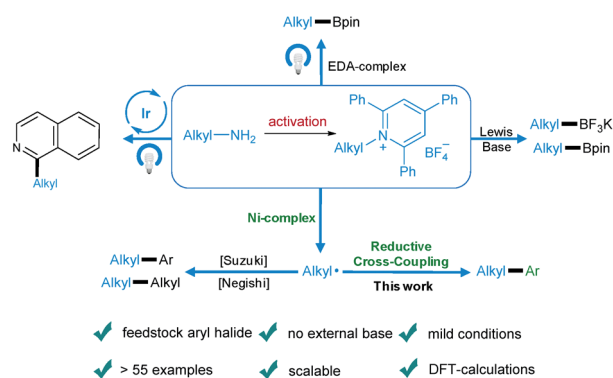 Alkyl—Bpin
EDA-complex
Ir
N
Alkyl
Alkyl—NH₂
activation
Ph
Ph
Alkyl
N
+
Ph
BF₄⁻
Lewis
Base
Alkyl—BF₃K
Alkyl—Bpin
Ni-complex
Alkyl—Ar
Alkyl—Alkyl
[Suzuki]
[Negishi]
Alkyl•
Reductive
Cross-Coupling
This work
Alkyl—Ar
feedstock aryl halide
no external base
mild conditions
> 55 examples
scalable
DFT-calculations